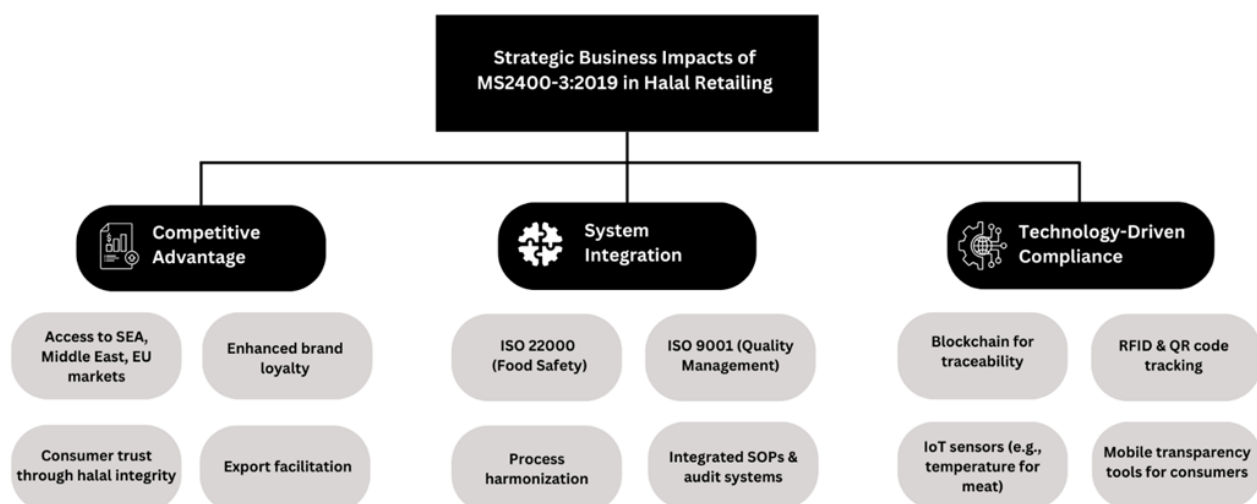 Strategic Business Impacts of
MS2400-3:2019 in Halal Retailing
Competitive
Advantage
Access to SEA,
Middle East, EU
markets
Enhanced brand
loyalty
Consumer trust
through halal integrity
Export facilitation
System
Integration
ISO 22000
(Food Safety)
ISO 9001 (Quality
Management)
Process
harmonization
Integrated SOPs &
audit systems
Technology-Driven
Compliance
Blockchain for
traceability
RFID & QR code
tracking
IoT sensors (e.g.,
temperature for
meat)
Mobile transparency
tools for consumers